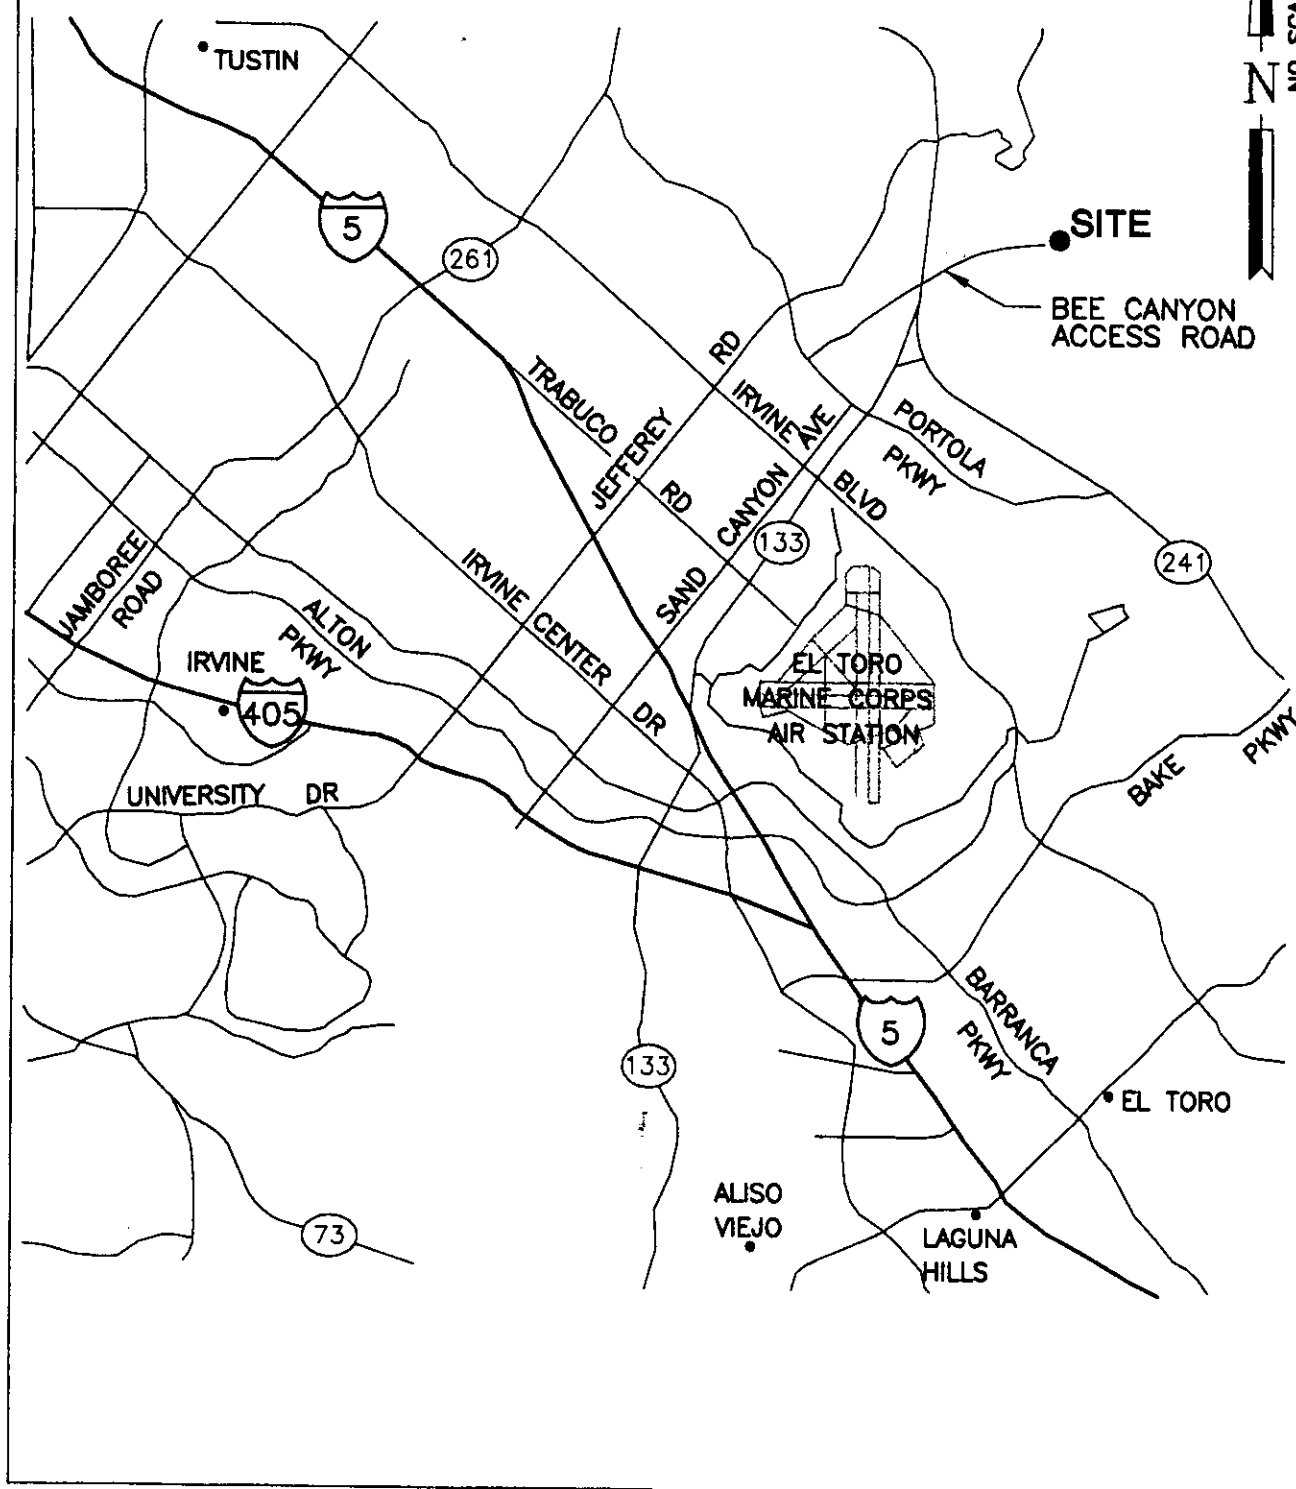 TUSTIN
NO SCA
N
5
261
SITE
BEE CANYON
ACCESS ROAD
TRABUCO
RD
JEFFEREY
RD
IRVINE
BLVD
SAND
CANYON
AVE
PORTOLA
PKWY
133
241
JAMBOREE
ROAD
IRVINE
CENTER
DR
ALTON
PKWY
IRVINE
405
UNIVERSITY DR
EL TORO
MARINE CORPS
AIR STATION
BAKE
PKWY
BARRANCA
PKWY
5
133
EL TORO
ALISO
VIEJO
LAGUNA
HILLS
73